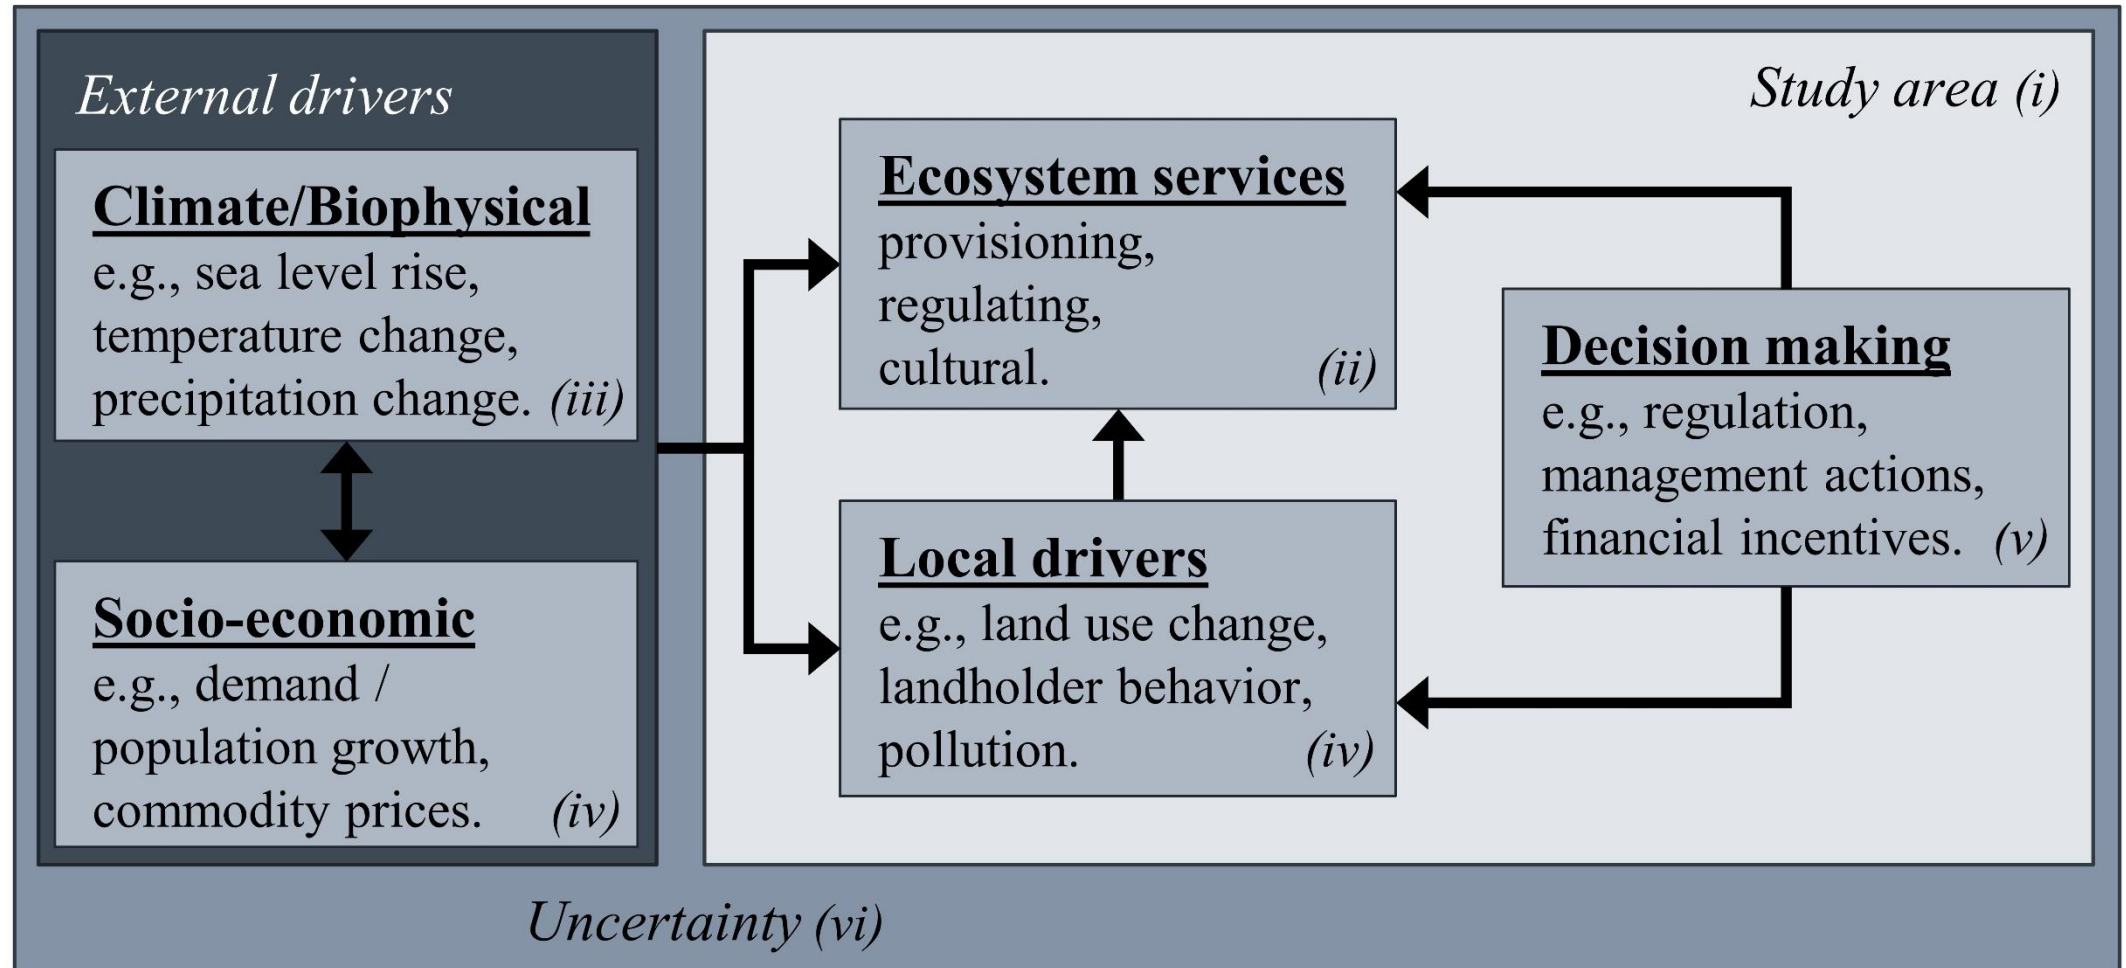 External drivers
Climate/Biophysical
e.g., sea level rise,
temperature change,
precipitation change. (iii)
Socio-economic
e.g., demand /
population growth,
commodity prices. (iv)
Study area (i)
Ecosystem services
provisioning,
regulating,
cultural. (ii)
Local drivers
e.g., land use change,
landholder behavior,
pollution. (iv)
Decision making
e.g., regulation,
management actions,
financial incentives. (v)
Uncertainty (vi)